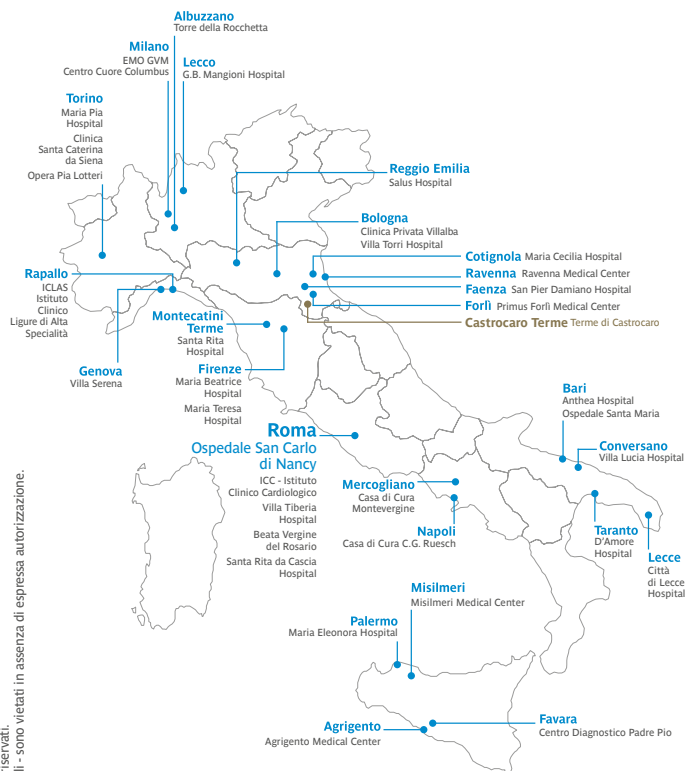 Albuzzano
Torre della Rocchetta
Milano
EMO GVM
Centro Cuore Columbus
Lecco
G.B. Mangioni Hospital
Torino
Maria Pia
Hospital
Clinica
Santa Caterina
da Siena
Opera Pia Lotteri
Reggio Emilia
Salus Hospital
Bologna
Clinica Privata Villalba
Villa Torri Hospital
Cotignola Maria Cecilia Hospital
Ravenna Ravenna Medical Center
Faenza San Pier Damiano Hospital
Forlì Primus Forlì Medical Center
Castrocaro Terme Terme di Castrocaro
Rapallo
ICLAS
Istituto
Clinico
Ligure di Alta
Specialità
Genova
Villa Serena
Montecatini
Terme
Santa Rita
Hospital
Firenze
Maria Beatrice
Hospital
Maria Teresa
Hospital
Roma
Ospedale San Carlo
di Nancy
ICC - Istituto
Clinico Cardiologico
Villa Tiberia
Hospital
Beata Vergine
del Rosario
Santa Rita da Cascia
Hospital
Mercogliano
Casa di Cura
Montevergine
Napoli
Casa di Cura C.G. Ruesch
Bari
Anthea Hospital
Ospedale Santa Maria
Conversano
Villa Lucia Hospital
Taranto
D'Amore
Hospital
Lecce
Città
di Lecce
Hospital
Misilmeri
Misilmeri Medical Center
Palermo
Maria Eleonora Hospital
Agrigento
Agrigento Medical Center
Favara
Centro Diagnostico Padre Pio
- sono vietati in assenza di espressa autorizzazione.